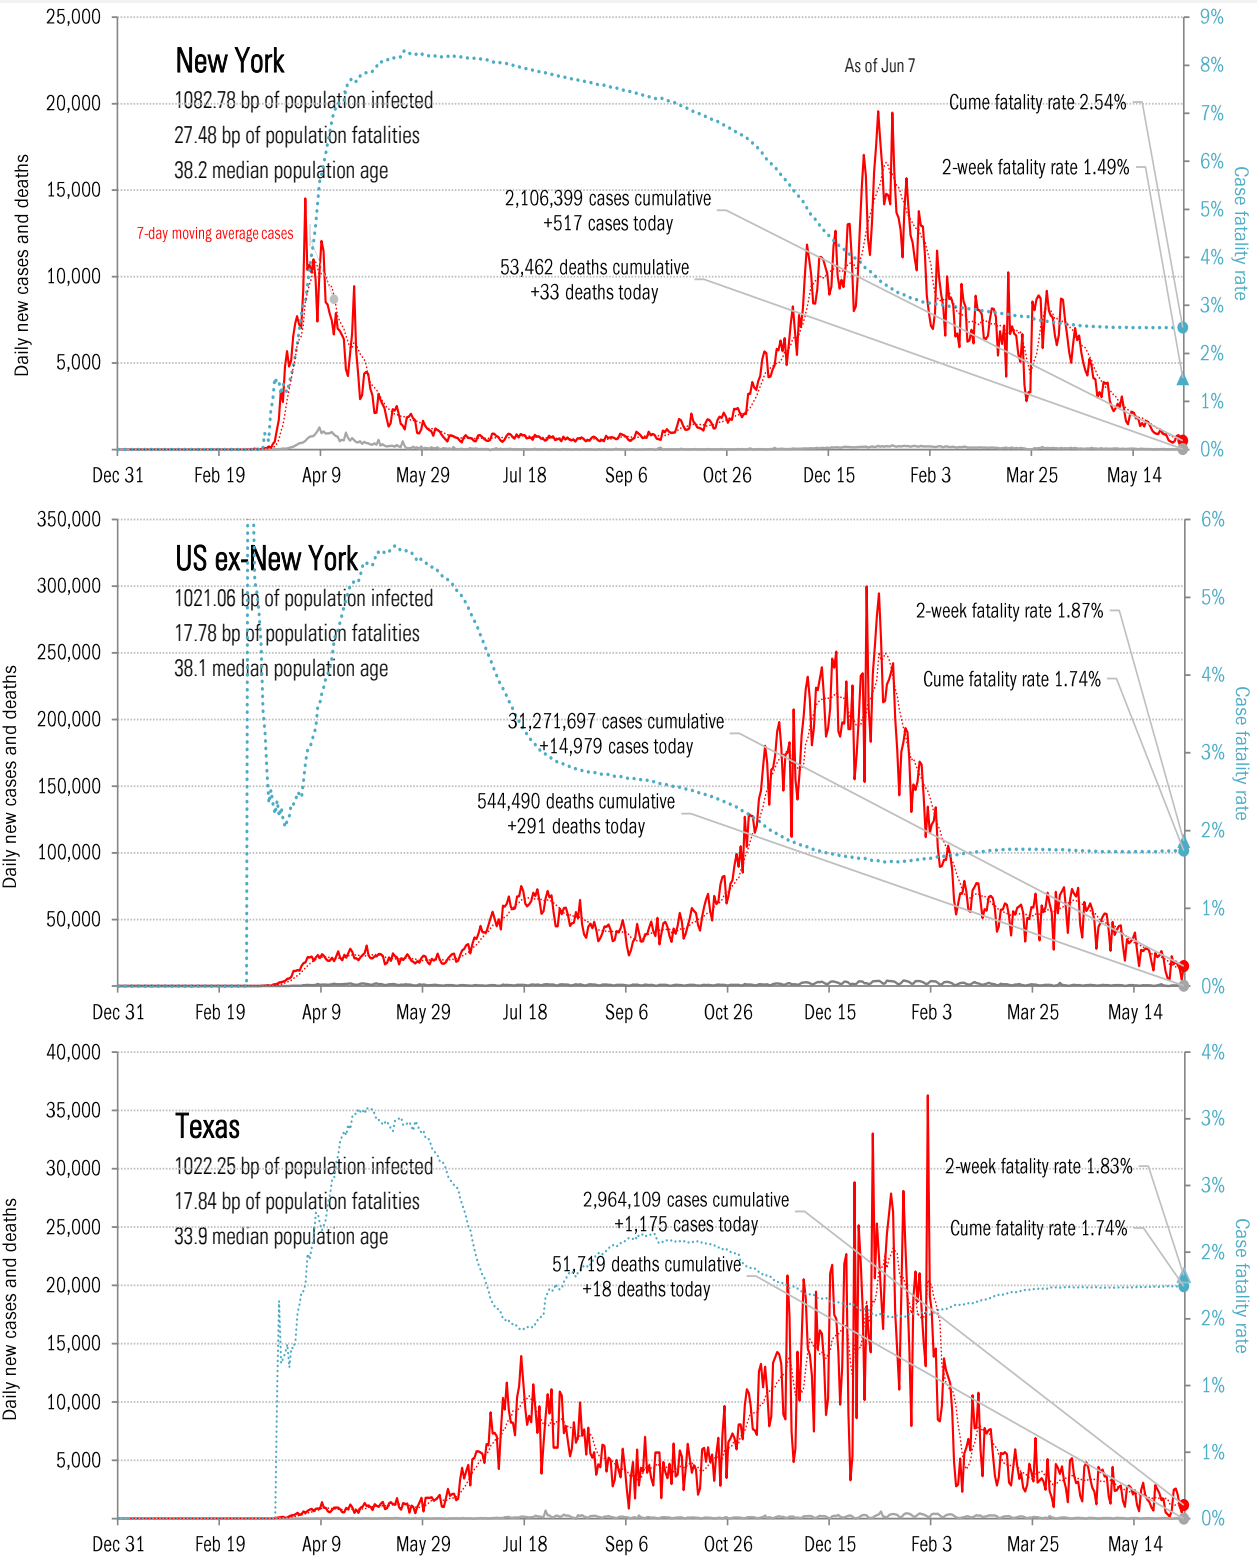 25,000
9%
New York
As of Jun 7
8%
1082.78 bp of population infected
20,000
Cume fatality rate 2.54%
7%
27.48 bp of population fatalities
6%
38.2 median population age
2-week fatality rate 1.49%
15,000
2,106,399 cases cumulative
+517 cases today
5%
7-day moving average cases
4%
53,462 deaths cumulative
+33 deaths today
10,000
3%
5,000
2%
1%
0%
Daily new cases and deaths
Case fatality rate
Dec 31
Feb 19
Apr 9
May 29
Jul 18
Sep 6
Oct 26
Dec 15
Feb 3
Mar 25
May 14
350,000
6%
US ex-New York
300,000
1021.06 bp of population infected
5%
2-week fatality rate 1.87%
17.78 bp of population fatalities
250,000
38.1 median population age
4%
Cume fatality rate 1.74%
200,000
31,271,697 cases cumulative
+14,979 cases today
3%
150,000
544,490 deaths cumulative
+291 deaths today
2%
100,000
50,000
1%
0%
Daily new cases and deaths
Case fatality rate
Dec 31
Feb 19
Apr 9
May 29
Jul 18
Sep 6
Oct 26
Dec 15
Feb 3
Mar 25
May 14
40,000
4%
35,000
3%
Texas
30,000
1022.25 bp of population infected
2-week fatality rate 1.83%
3%
17.84 bp of population fatalities
2,964,109 cases cumulative
+1,175 cases today
25,000
Cume fatality rate 1.74%
33.9 median population age
2%
51,719 deaths cumulative
+18 deaths today
20,000
2%
15,000
1%
10,000
1%
5,000
0%
Daily new cases and deaths
Case fatality rate
Dec 31
Feb 19
Apr 9
May 29
Jul 18
Sep 6
Oct 26
Dec 15
Feb 3
Mar 25
May 14